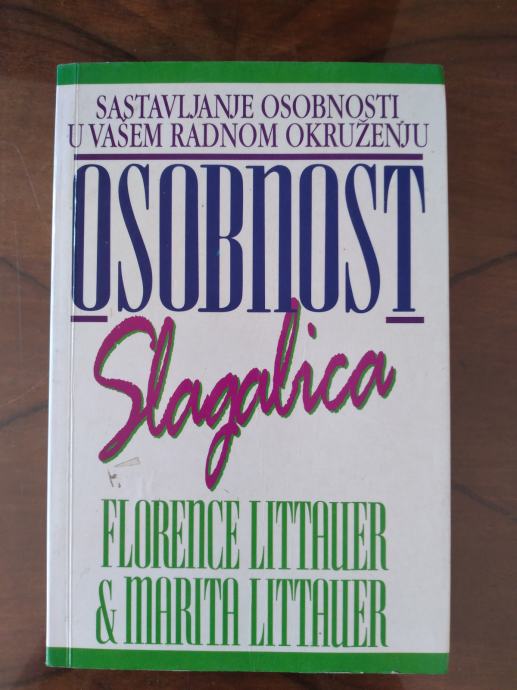 SASTAVLJANJE OSOBNOSTI
U VAŠEM RADNOM OKRUŽENJU
OSOBNOST
Slagalica
FLORENCE LITTAUER
& MARITA LITTAUER